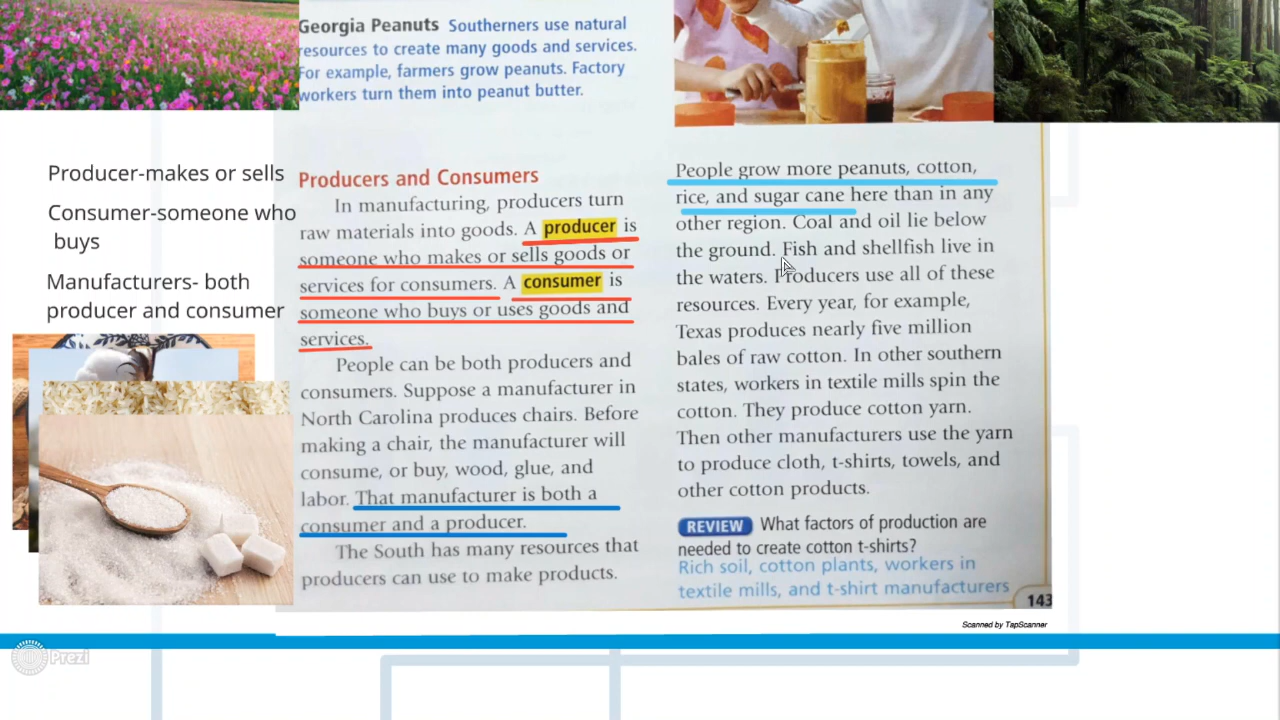 Georgia Peanuts Southerners use natural
resources to create many goods and services.
For example, farmers grow peanuts. Factory
workers turn them into peanut butter.
Producer-makes or sells
Consumer-someone who
buys
Manufacturers- both
producer and consumer
Producers and Consumers
In manufacturing, producers turn
raw materials into goods. A producer is
someone who makes or sells goods or
services for consumers. A consumer is
someone who buys or uses goods and
services.
People can be both producers and
consumers. Suppose a manufacturer in
North Carolina produces chairs. Before
making a chair, the manufacturer will
consume, or buy, wood, glue, and
labor. That manufacturer is both a
consumer and a producer.
The South has many resources that
producers can use to make products.
People grow more peanuts, cotton,
rice, and sugar cane here than in any
other region. Coal and oil lie below
the ground. Fish and shellfish live in
the waters. Producers use all of these
resources. Every year, for example,
Texas produces nearly five million
bales of raw cotton. In other southern
states, workers in textile mills spin the
cotton. They produce cotton yarn.
Then other manufacturers use the yarn
to produce cloth, t-shirts, towels, and
other cotton products.
REVIEW What factors of production are
needed to create cotton t-shirts?
Rich soil, cotton plants, workers in
textile mills, and t-shirt manufacturers
143
Scanned by TapScanner
Prezi